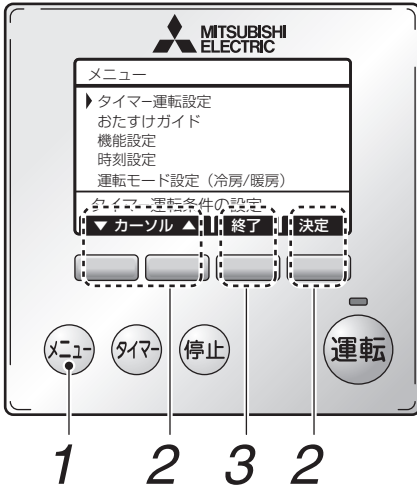 MITSUBISHI
ELECTRIC
メニュー
タイマー運転設定
おたすけガイド
機能設定
時刻設定
運転モード設定（冷房/暖房）
タイマー運転条件の設定
▼ カーソル ▲ 終了 決定
メニュー タイマー 停止 運転
1 2 3 2